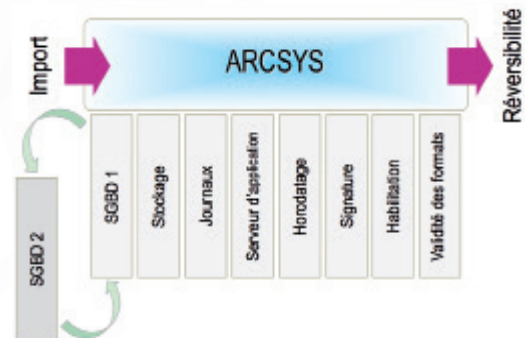 Import
ARCSYS
Réversibilité
SGBD 1
Stockage
Journaux
Serveur d'application
Horodatage
Signature
Habilitation
Validité des formats
SGBD 2